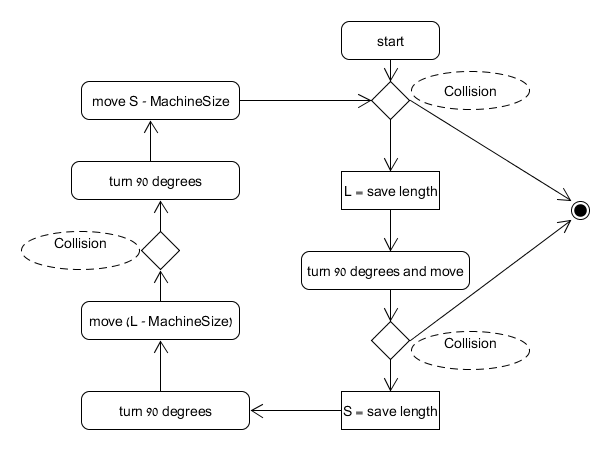 start
Collision
move S - MachineSize
L = save length
turn 90 degrees
Collision
turn 90 degrees and move
move (L - MachineSize)
Collision
turn 90 degrees
S = save length